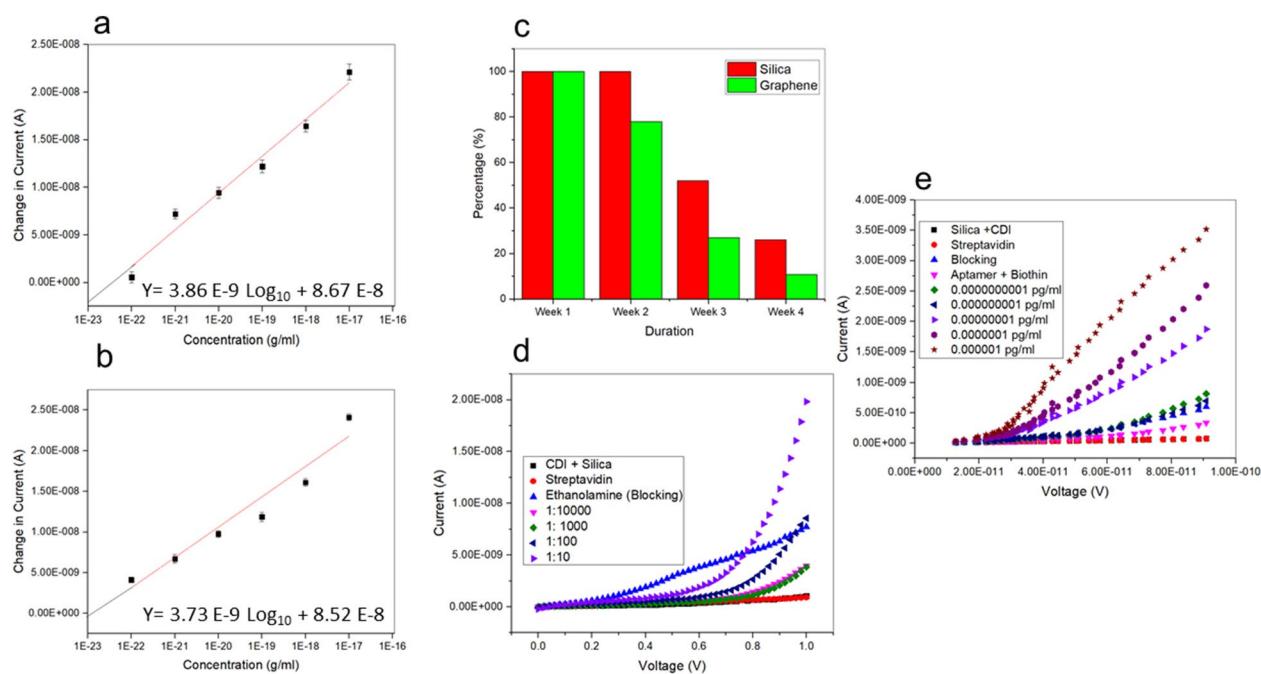 a
2.50E-008
2.00E-008
1.50E-008
1.00E-008
5.00E-009
0.00E+000
Change in Current (A)
Y= 3.86 E-9 Log10 + 8.67 E-8
1E-23 1E-22 1E-21 1E-20 1E-19 1E-18 1E-17 1E-16
Concentration (g/ml)
b
2.50E-008
2.00E-008
1.50E-008
1.00E-008
5.00E-009
0.00E+000
Change in Current (A)
Y= 3.73 E-9 Log10 + 8.52 E-8
1E-23 1E-22 1E-21 1E-20 1E-19 1E-18 1E-17 1E-16
Concentration (g/ml)
c
Silica
Graphene
100
80
60
40
20
0
Percentage (%)
Week 1 Week 2 Week 3 Week 4
Duration
d
2.00E-008
1.50E-008
1.00E-008
5.00E-009
0.00E+000
Current (A)
CDI + Silica
Streptavidin
Ethanolamine (Blocking)
1:10000
1: 1000
1:100
1:10
0.0 0.2 0.4 0.6 0.8 1.0
Voltage (V)
e
4.00E-009
3.50E-009
3.00E-009
2.50E-009
2.00E-009
1.50E-009
1.00E-009
5.00E-010
0.00E+000
Current (A)
Silica +CDI
Streptavidin
Blocking
Aptamer + Biothin
0.0000000001 pg/ml
0.000000001 pg/ml
0.00000001 pg/ml
0.0000001 pg/ml
0.000001 pg/ml
0.00E+000 2.00E-011 4.00E-011 6.00E-011 8.00E-011 1.00E-010
Voltage (V)